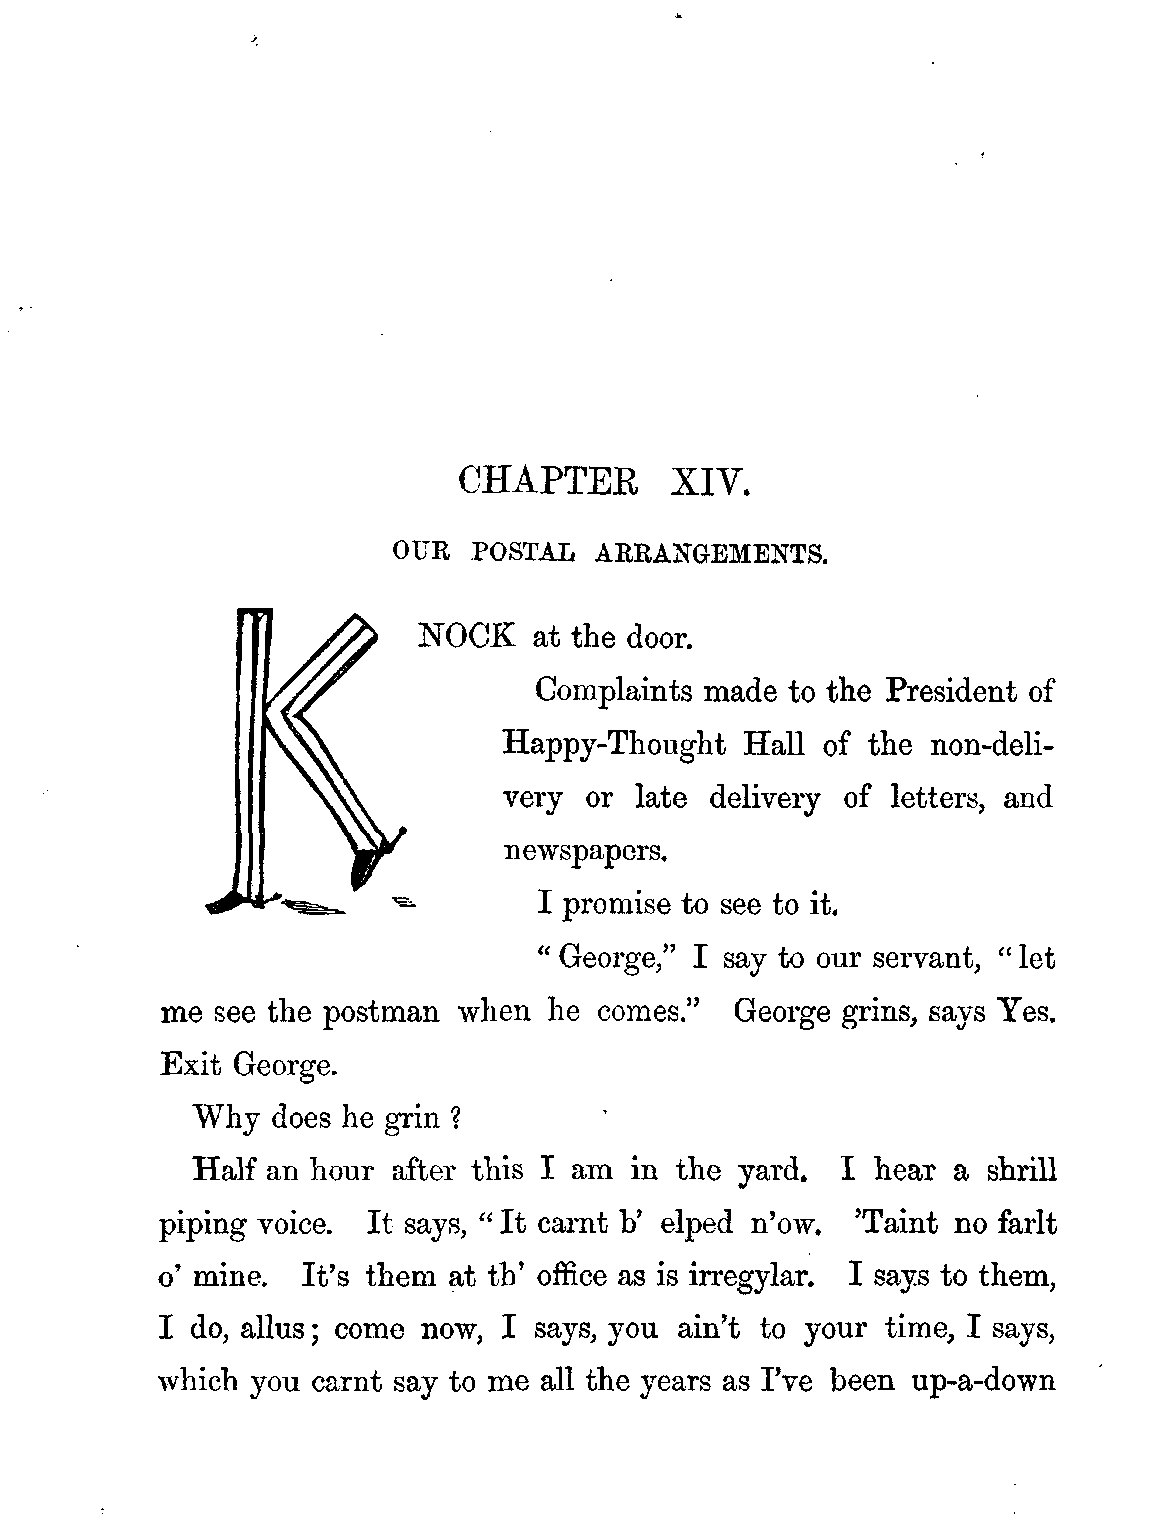 CHAPTER XIV.
OUR POSTAL ARRANGEMENTS.
KNOCK at the door.
Complaints made to the President of
Happy-Thought Hall of the non-deli-
very or late delivery of letters, and
newspapers.
I promise to see to it.
“George,” I say to our servant, “let
me see the postman when he comes.” George grins, says Yes.
Exit George.
Why does he grin?
Half an hour after this I am in the yard. I hear a shrill
piping voice. It says, “It carnt b’ elped n’ow. ’Taint no farlt
o’ mine. It’s them at th’ office as is irregylar. I says to them,
I do, allus; come now, I says, you ain’t to your time, I says,
which you carnt say to me all the years as I’ve been up-a-down